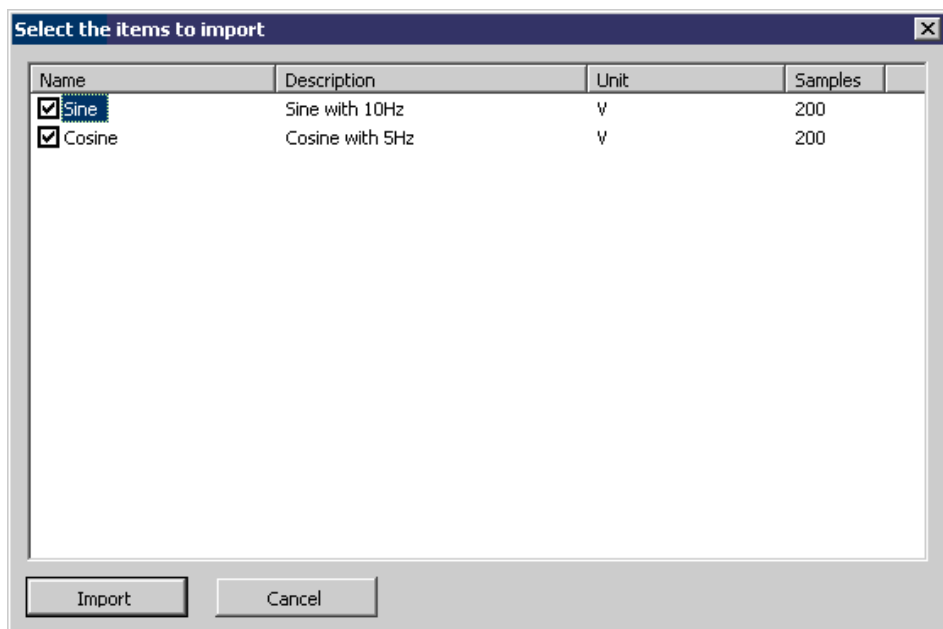 Select the items to import
Name Description Unit Samples
Sine Sine with 10Hz V 200
Cosine Cosine with 5Hz V 200
Import Cancel